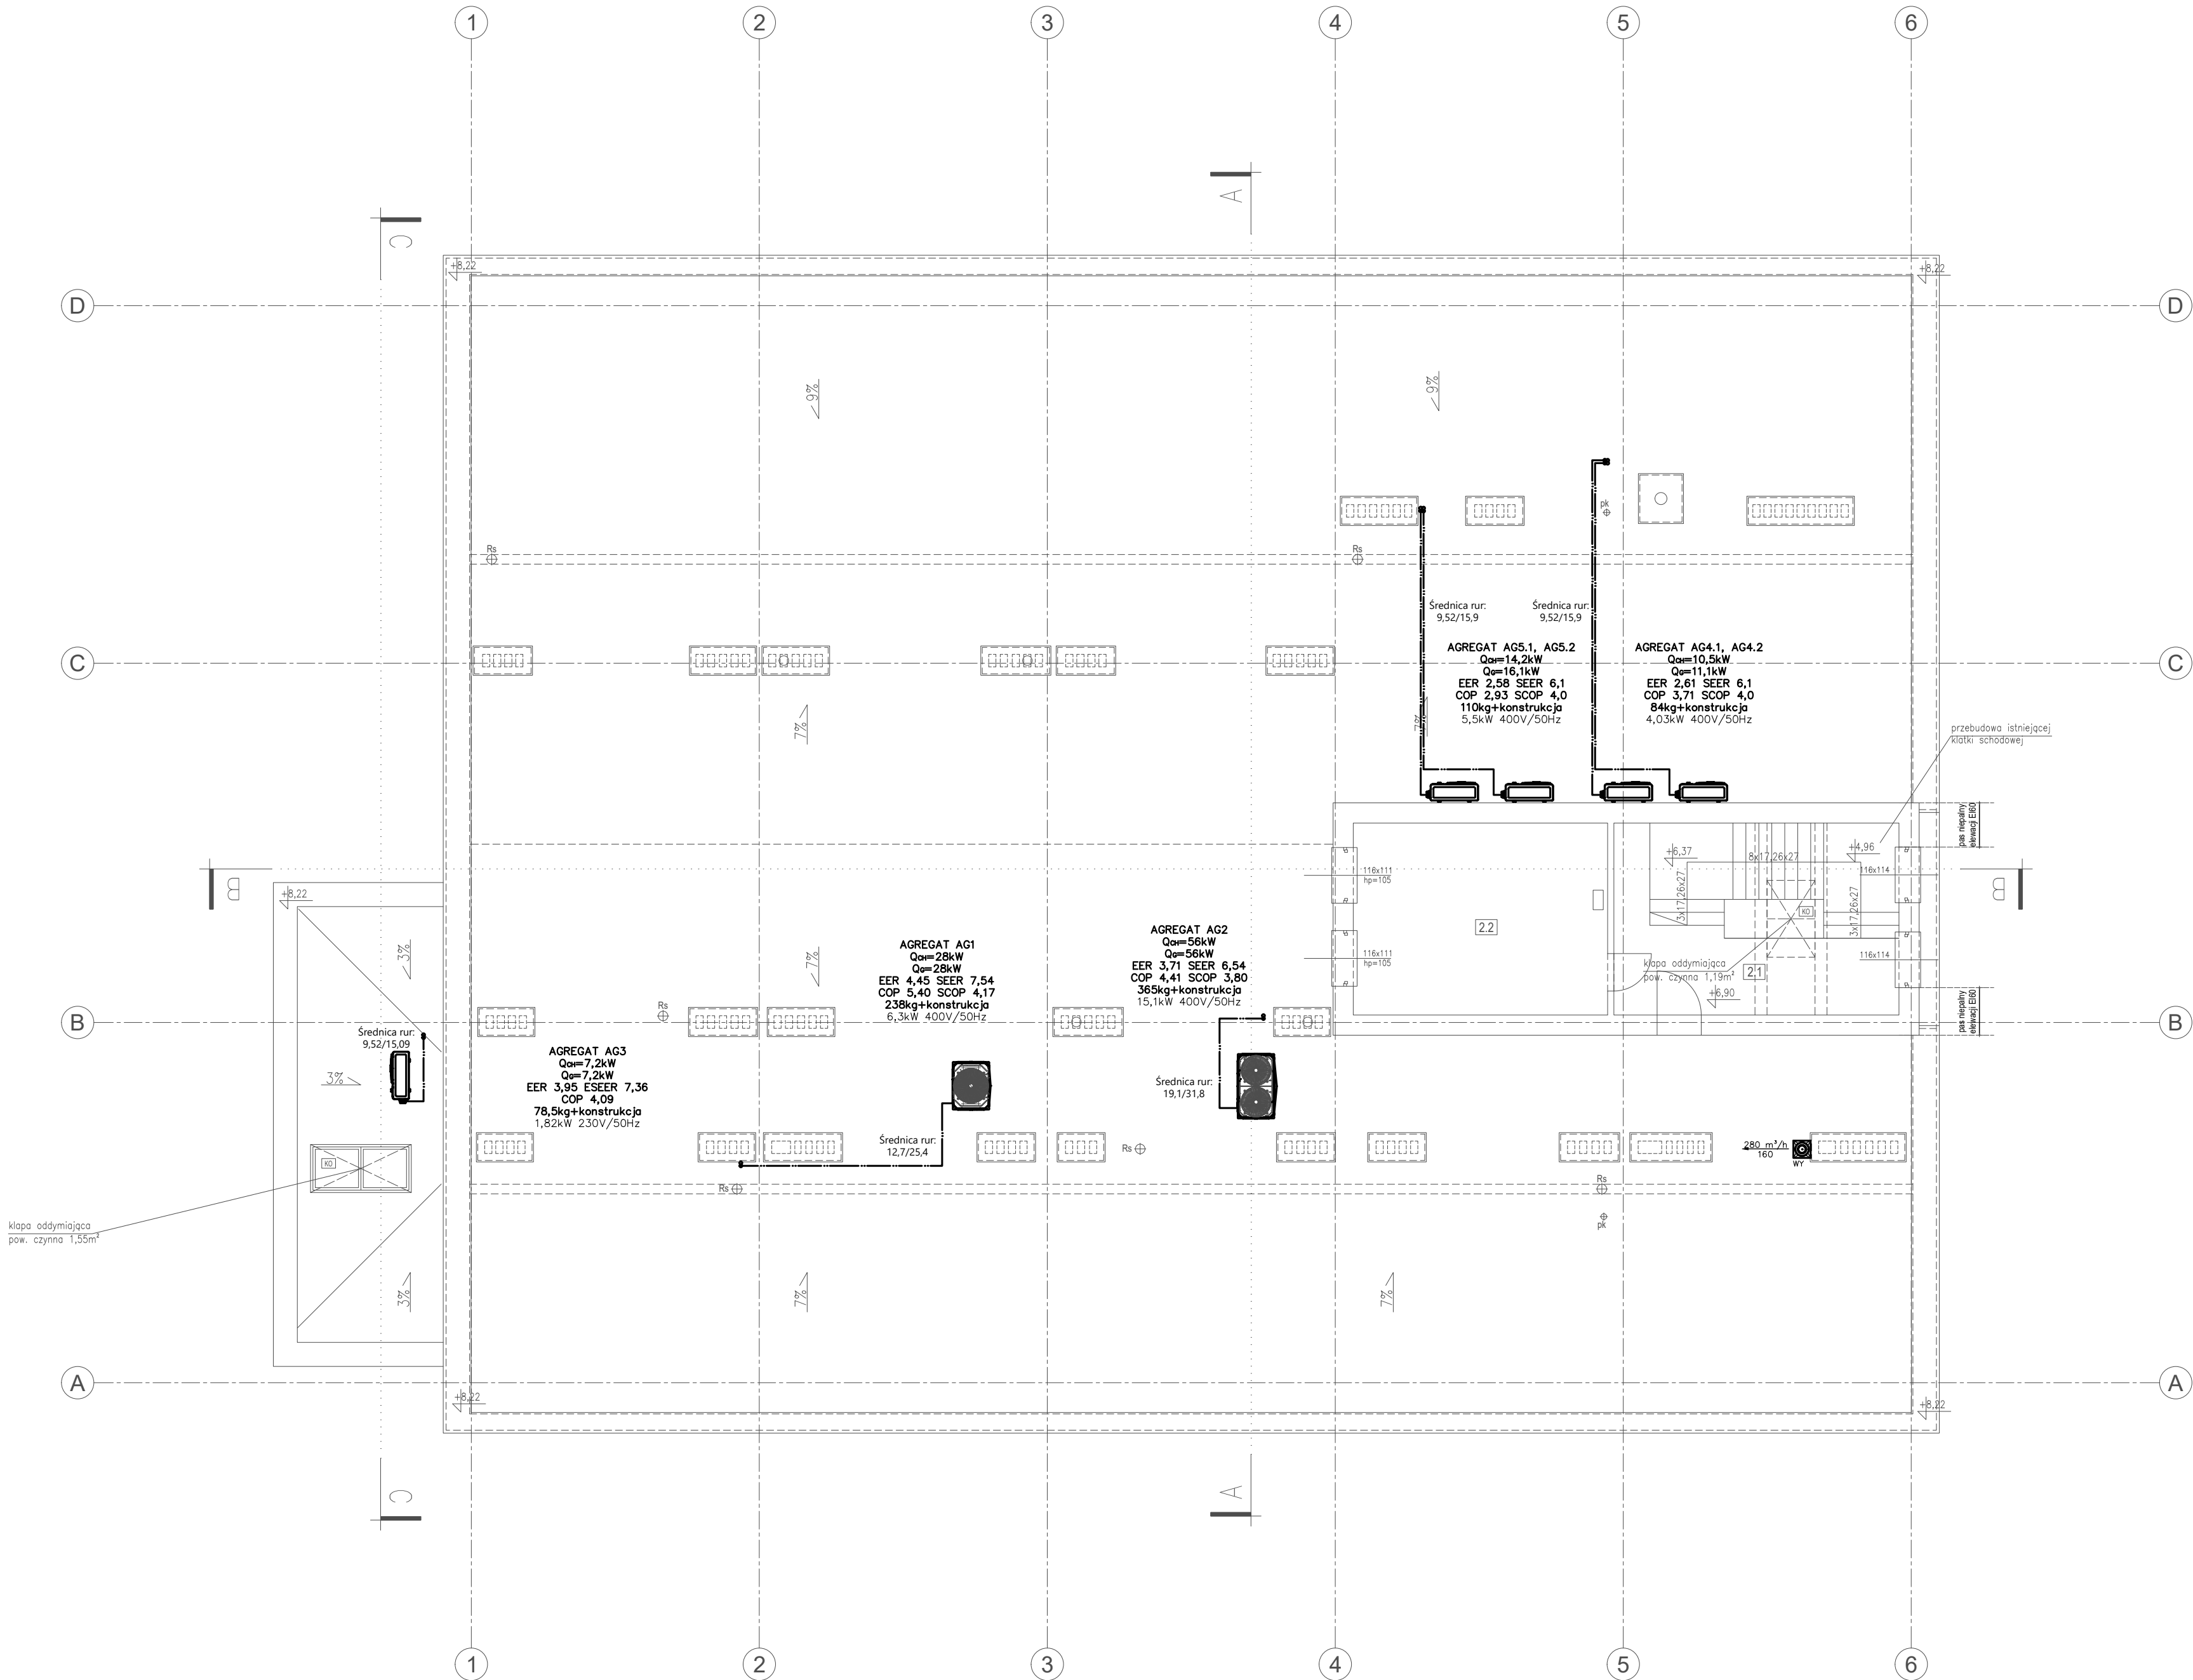 1
2
3
4
5
6
A
C
+8,22
+8,22
D
D
9%
9%
pk
Rs
Rs
Średnica rur:
9,52/15,9
Średnica rur:
9,52/15,9
C
C
AGREGAT AG5.1, AG5.2
QCH=14,2kW
QG=16,1kW
EER 2,58 SEER 6,1
COP 2,93 SCOP 4,0
110kg+konstrukcja
5,5kW 400V/50Hz
AGREGAT AG4.1, AG4.2
QCH=10,5kW
QG=11,1kW
EER 2,61 SEER 6,1
COP 3,71 SCOP 4,0
84kg+konstrukcja
4,03kW 400V/50Hz
7%
7%
przebudowa istniejącej
klatki schodowej
pas niepalny
elewacji EI60
+6,37
8x17,26x27
+4,96
116x111
hp=105
116x114
B
B
+8,22
3x17,26x27
3x17,26x27
KO
2.2
116x111
hp=105
116x114
klapa oddymiająca
pow. czynna 1,19m²
2.1
+6,90
pas niepalny
elewacji EI60
3%
7%
AGREGAT AG1
QCH=28kW
QG=28kW
EER 4,45 SEER 7,54
COP 5,40 SCOP 4,17
238kg+konstrukcja
6,3kW 400V/50Hz
AGREGAT AG2
QCH=56kW
QG=56kW
EER 3,71 SEER 6,54
COP 4,41 SCOP 3,80
365kg+konstrukcja
15,1kW 400V/50Hz
Rs
B
B
Średnica rur:
9,52/15,09
3%
AGREGAT AG3
QCH=7,2kW
QG=7,2kW
EER 3,95 ESEER 7,36
COP 4,09
78,5kg+konstrukcja
1,82kW 230V/50Hz
Średnica rur:
19,1/31,8
Średnica rur:
12,7/25,4
Rs
280 m³/h
160
WY
KO
Rs
Rs
pk
klapa oddymiająca
pow. czynna 1,55m²
3%
7%
7%
A
A
+8,22
+8,22
C
A
1
2
3
4
5
6